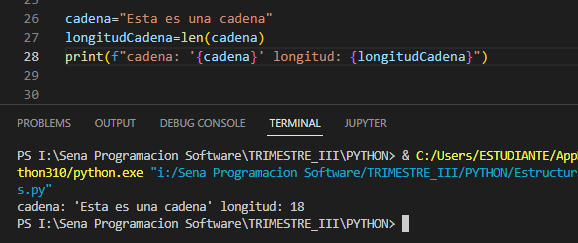 26 cadena="Esta es una cadena"
27 longitudCadena=len(cadena)
28 print(f"cadena: '{cadena}' longitud: {longitudCadena}")
29
30
PROBLEMS OUTPUT DEBUG CONSOLE TERMINAL JUPYTER
PS I:\Sena Programacion Software\TRIMESTRE_III\PYTHON> & C:/Users/ESTUDIANTE/App
thon310/python.exe "i:/Sena Programacion Software/TRIMESTRE_III/PYTHON/Estructur
s.py"
cadena: 'Esta es una cadena' longitud: 18
PS I:\Sena Programacion Software\TRIMESTRE_III\PYTHON>